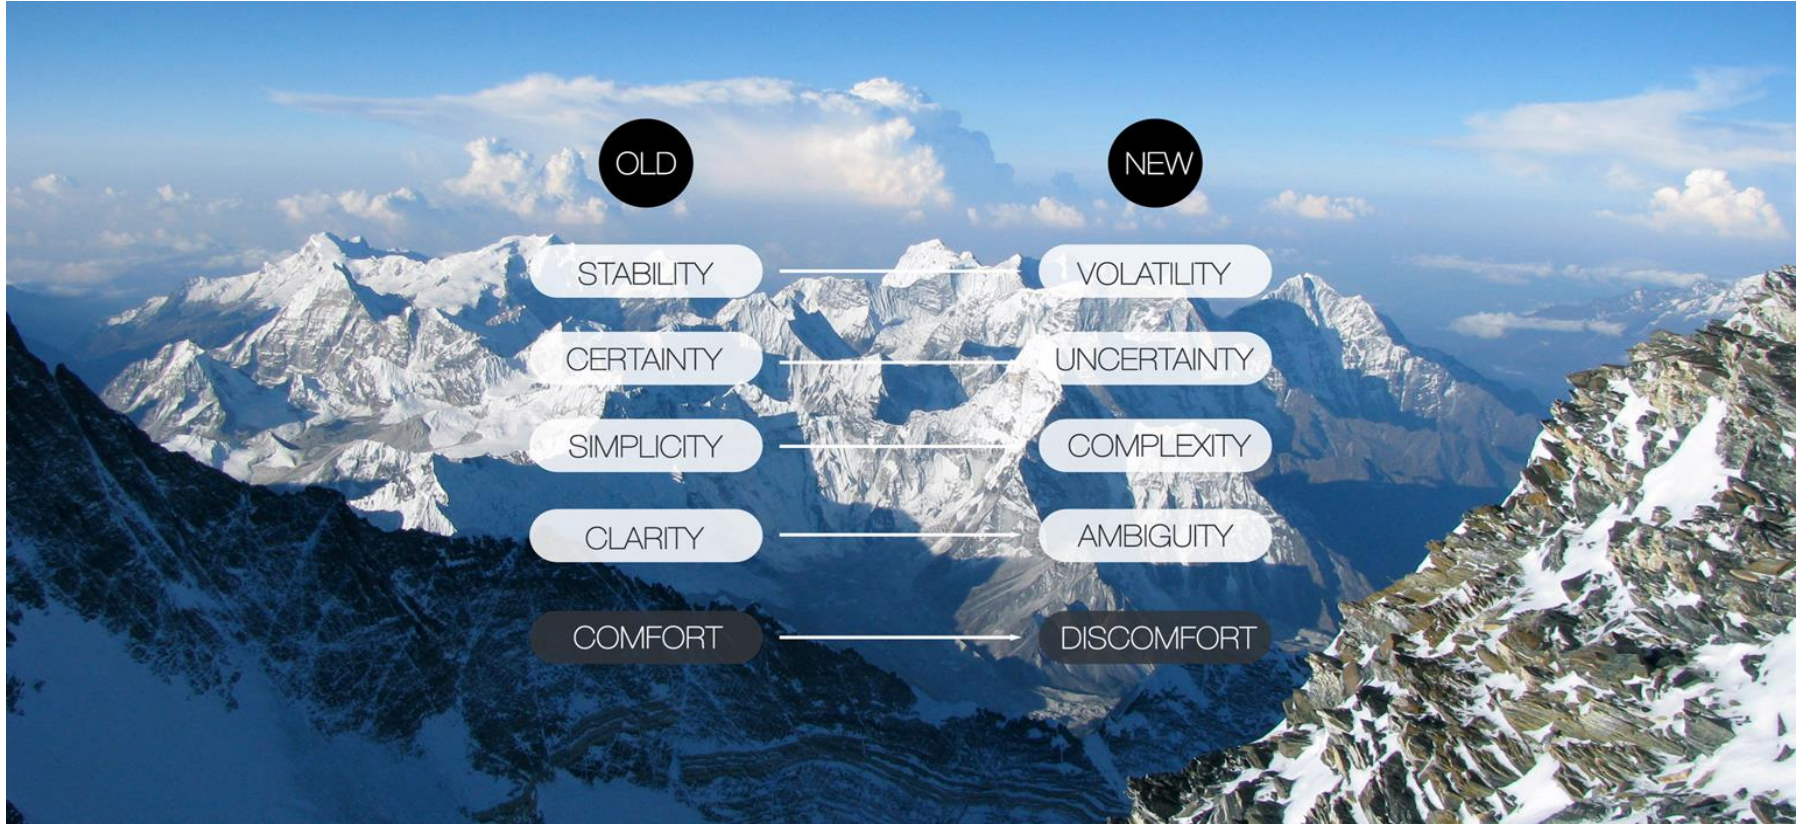 OLD NEW
STABILITY VOLATILITY
CERTAINTY UNCERTAINTY
SIMPLICITY COMPLEXITY
CLARITY AMBIGUITY
COMFORT DISCOMFORT